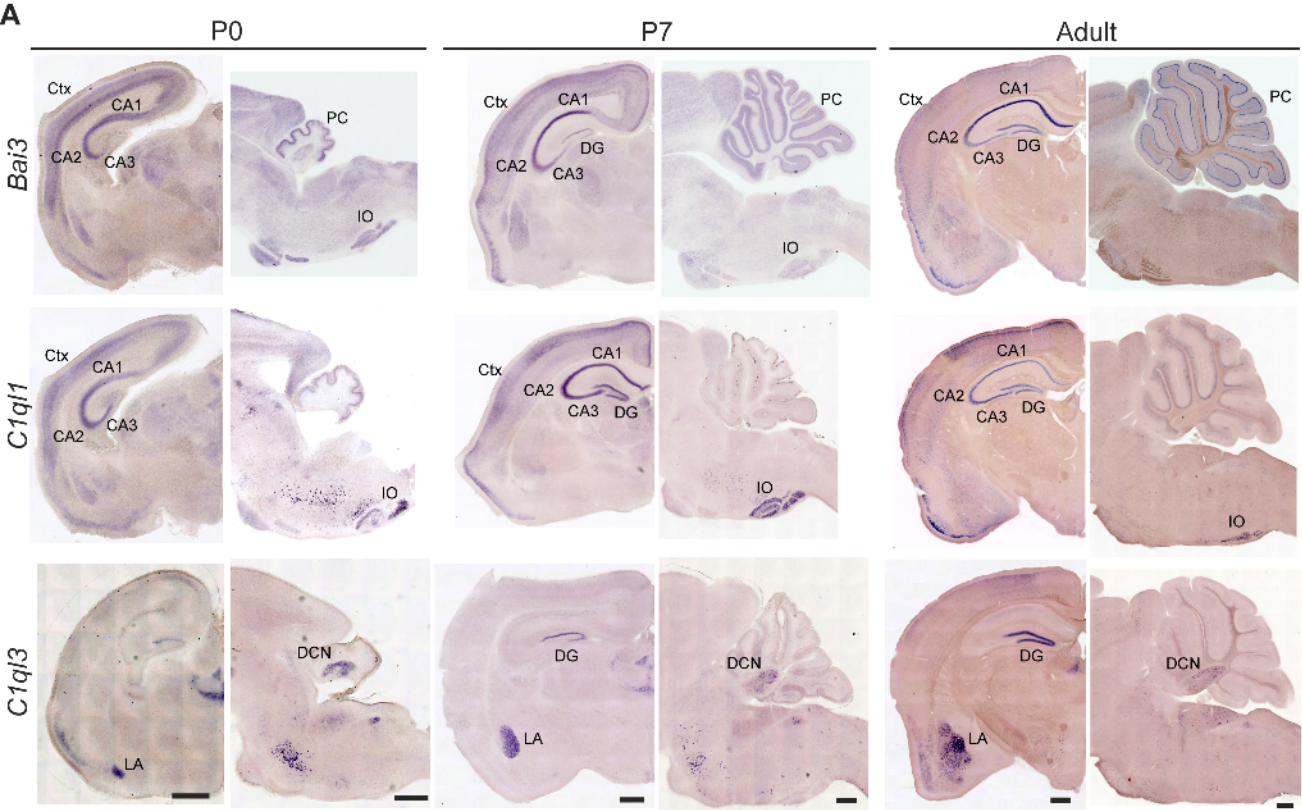 A
P0 P7 Adult
Bai3
Ctx CA1 CA2 CA3 PC IO
Ctx CA1 CA2 CA3 DG PC IO
Ctx CA1 CA2 CA3 DG PC
C1ql1
Ctx CA1 CA2 CA3 IO
Ctx CA1 CA2 CA3 DG IO
CA1 CA2 CA3 DG IO
C1ql3
LA DCN
DG LA DCN
DG LA DCN